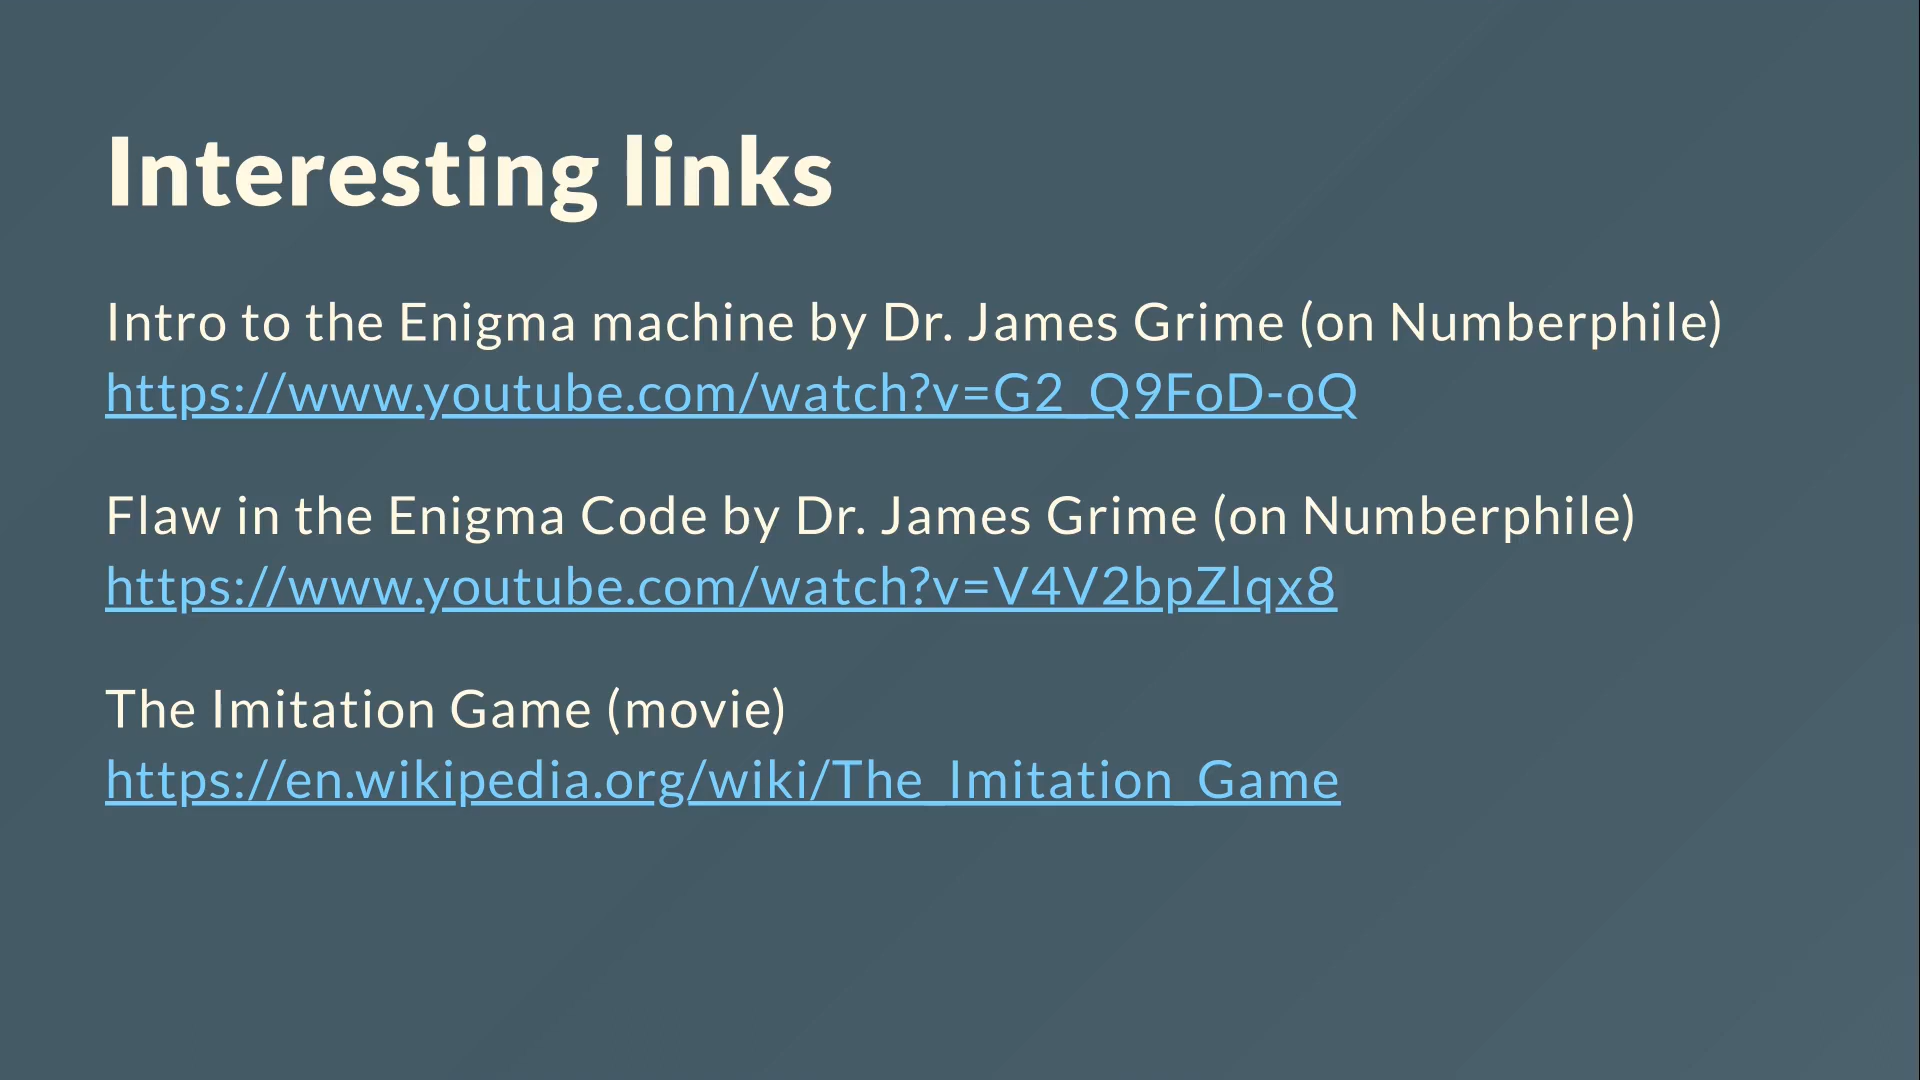 Interesting links
Intro to the Enigma machine by Dr. James Grime (on Numberphile)
https://www.youtube.com/watch?v=G2_Q9FoD-oQ
Flaw in the Enigma Code by Dr. James Grime (on Numberphile)
https://www.youtube.com/watch?v=V4V2bpZlqx8
The Imitation Game (movie)
https://en.wikipedia.org/wiki/The_Imitation_Game